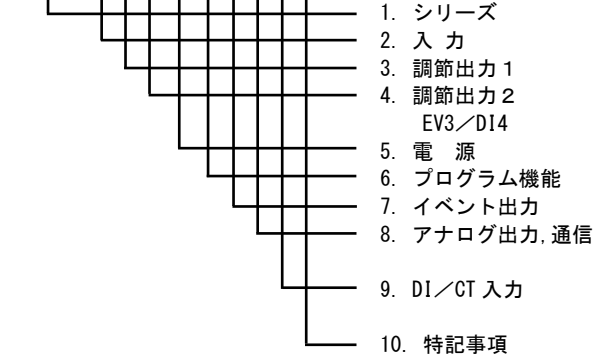 1. シリーズ
2. 入 力
3. 調節出力１
4. 調節出力２
EV3／DI4
5. 電　源
6. プログラム機能
7. イベント出力
8. アナログ出力,通信
9. DI／CT 入力
10. 特記事項